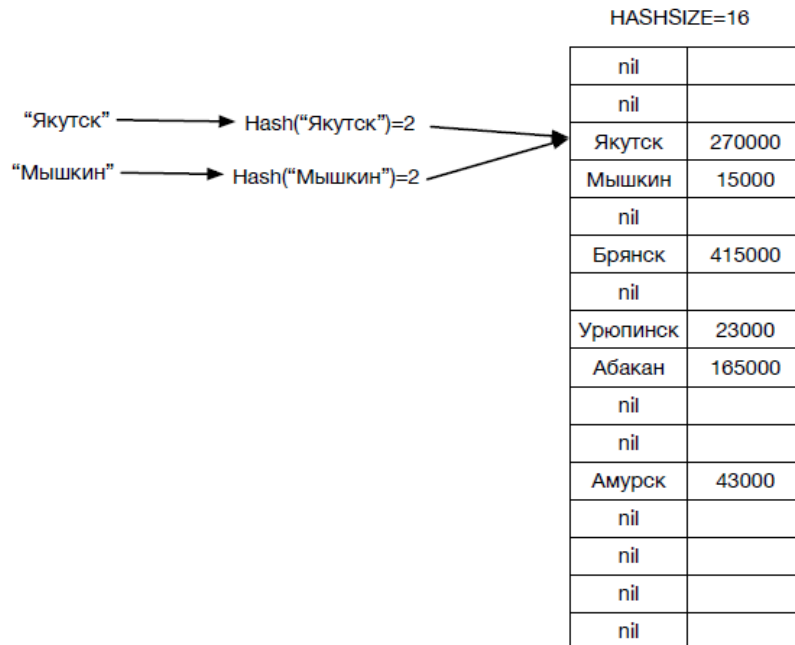 HASHSIZE=16
nil
nil
“Якутск” Hash(“Якутск”)=2
Якутск 270000
“Мышкин” Hash(“Мышкин”)=2
Мышкин 15000
nil
Брянск 415000
nil
Урюпинск 23000
Абакан 165000
nil
nil
Амурск 43000
nil
nil
nil
nil